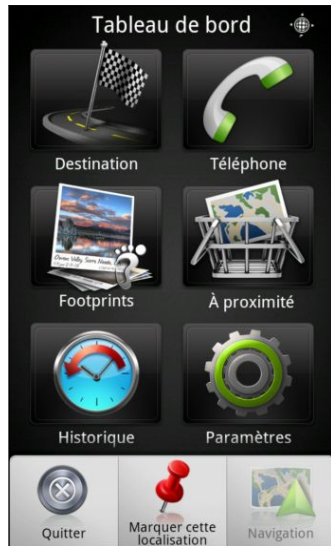 Tableau de bord
Destination
Téléphone
Footprints
À proximité
Historique
Paramètres
Quitter
Marquer cette
localisation
Navigation